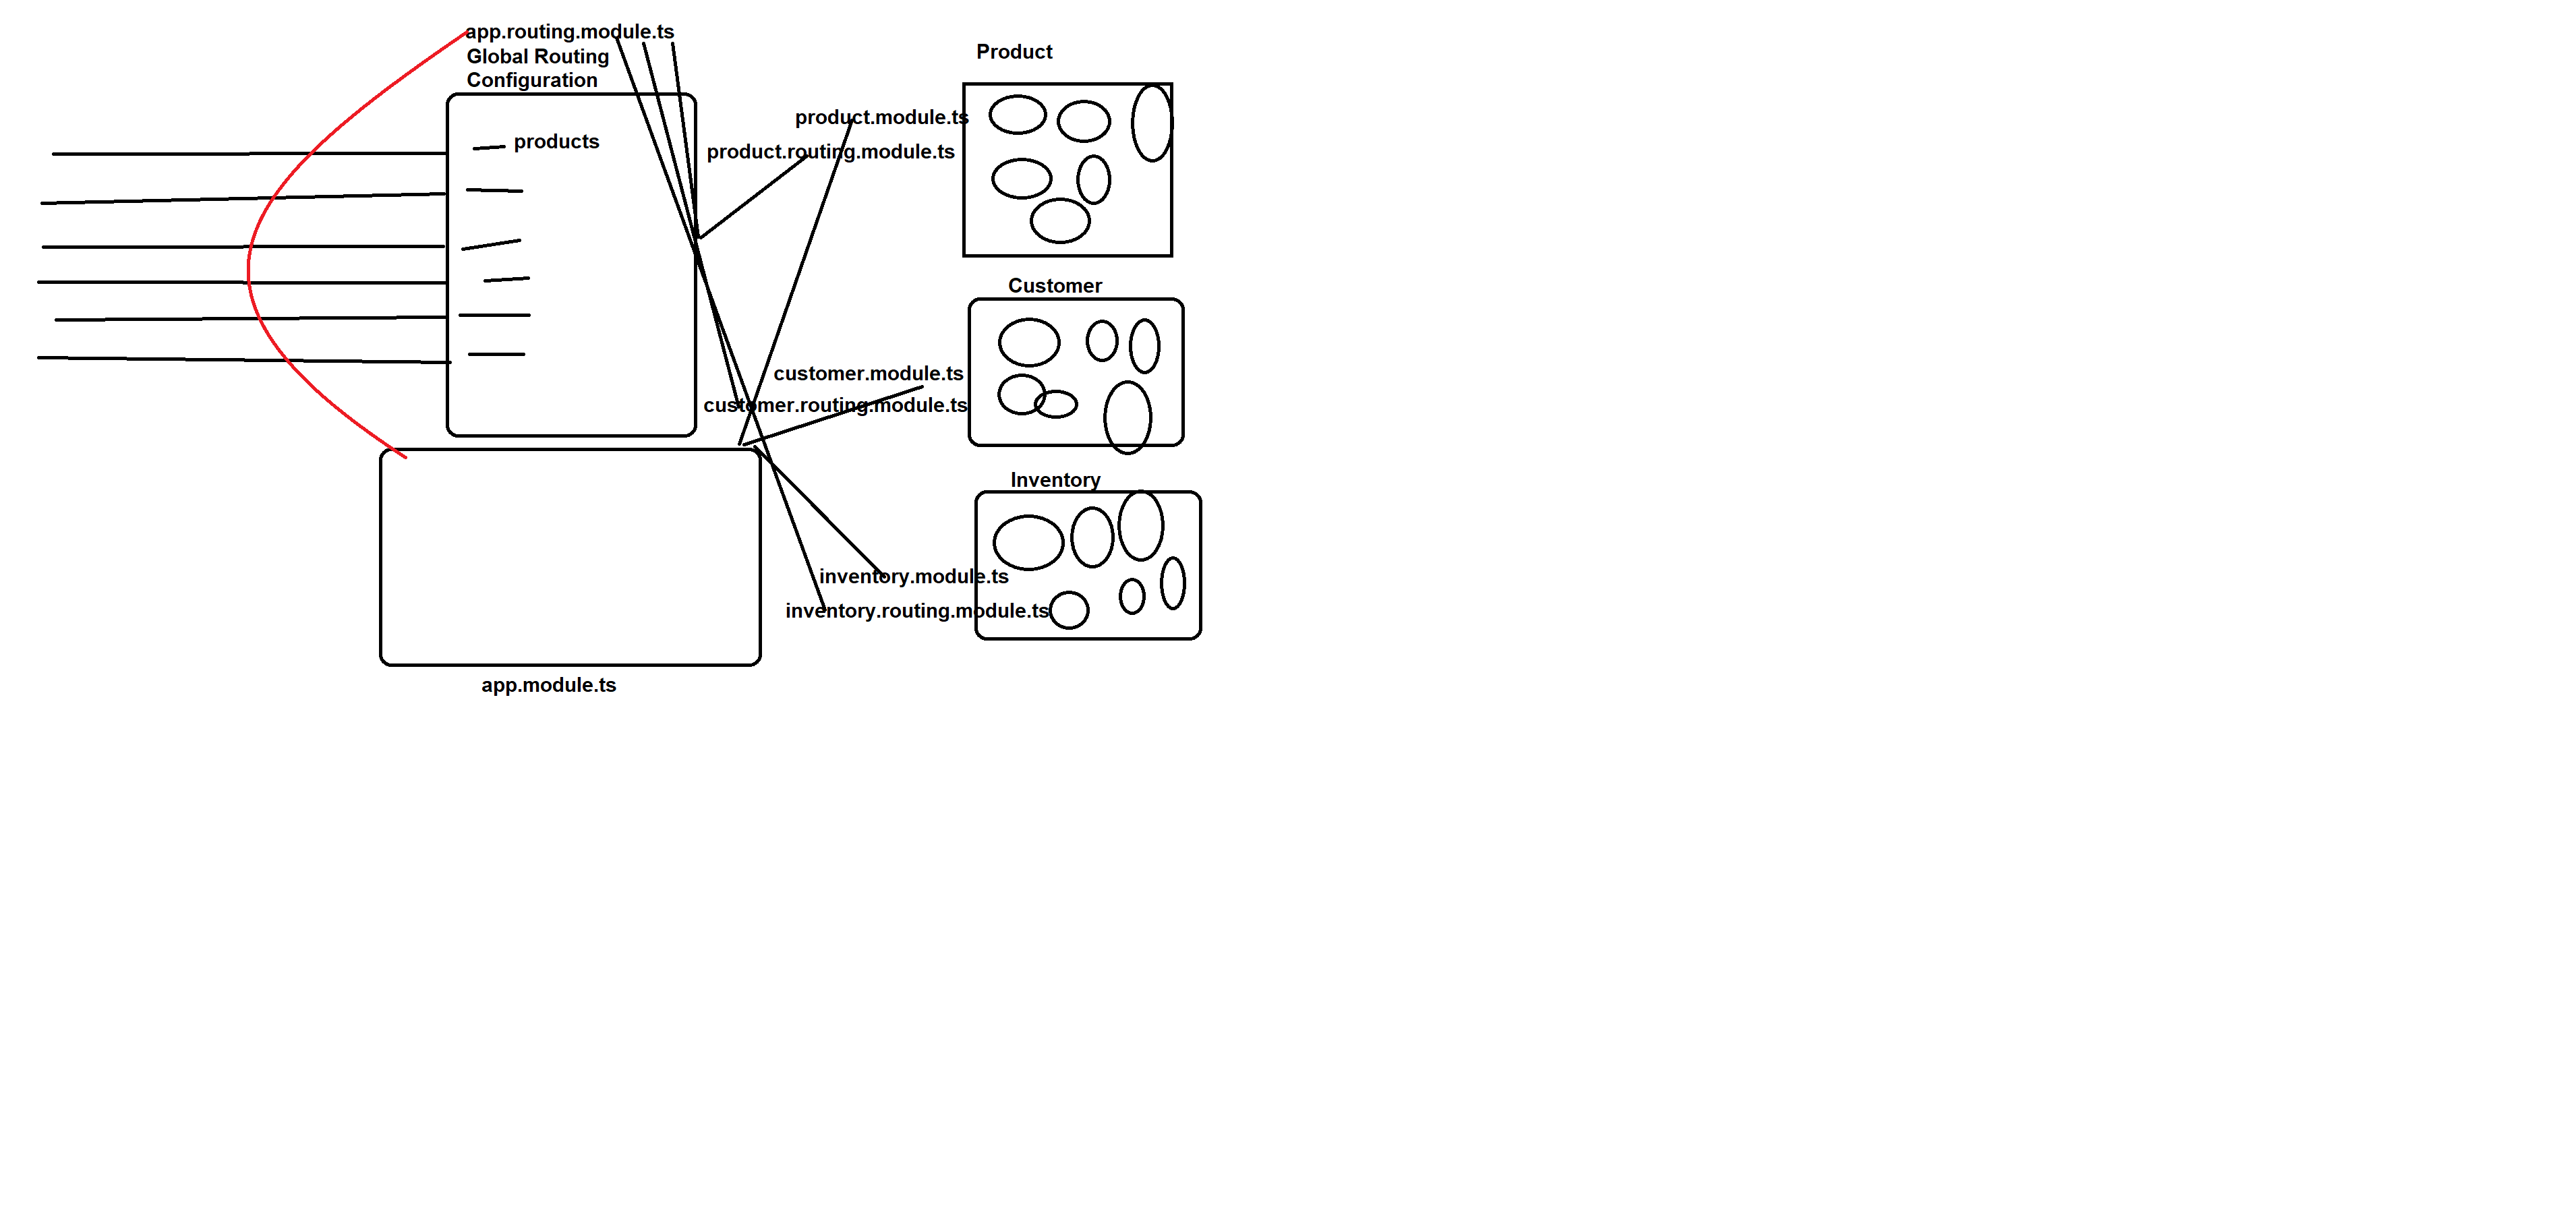 app.routing.module.ts
Global Routing
Configuration
products
Product
product.module.ts
product.routing.module.ts
Customer
customer.module.ts
customer.routing.module.ts
Inventory
inventory.module.ts
inventory.routing.module.ts
app.module.ts